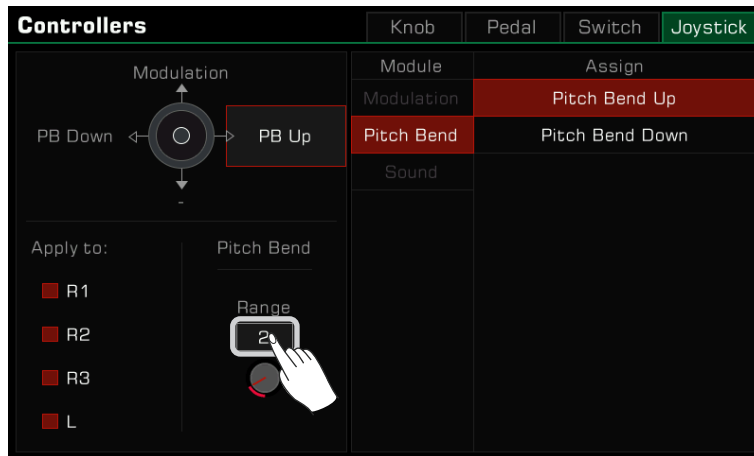 Controllers
Knob
Pedal
Switch
Joystick
Modulation
PB Down
PB Up
-
Apply to:
R1
R2
R3
L
Pitch Bend
Range
2
Module
Modulation
Pitch Bend
Sound
Assign
Pitch Bend Up
Pitch Bend Down